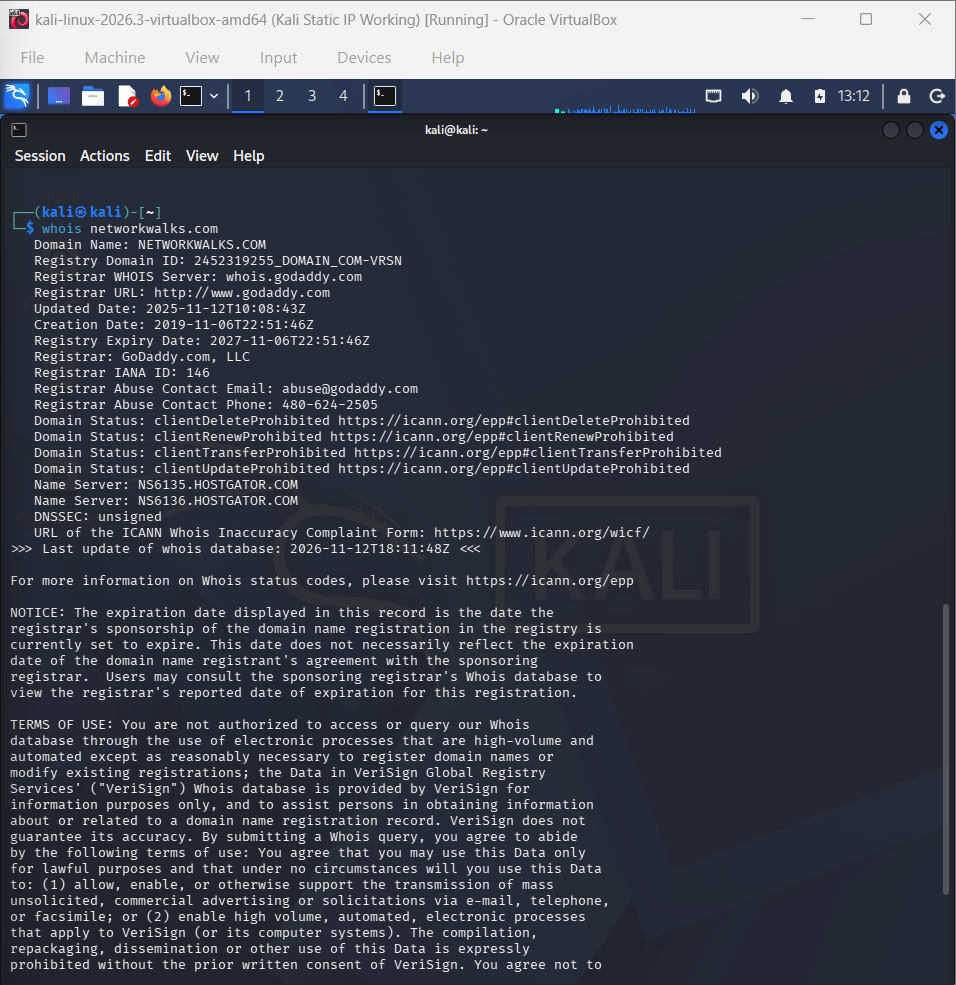 kali-linux-2026.3-virtualbox-amd64 (Kali Static IP Working) [Running] - Oracle VirtualBox
File Machine View Input Devices Help
1 2 3 4 13:12
kali@kali: ~
Session Actions Edit View Help
┌──(kali㉿kali)-[~]
└─$ whois networkwalks.com
Domain Name: NETWORKWALKS.COM
Registry Domain ID: 2452319255_DOMAIN_COM-VRSN
Registrar WHOIS Server: whois.godaddy.com
Registrar URL: http://www.godaddy.com
Updated Date: 2025-11-12T10:08:43Z
Creation Date: 2019-11-06T22:51:46Z
Registry Expiry Date: 2027-11-06T22:51:46Z
Registrar: GoDaddy.com, LLC
Registrar IANA ID: 146
Registrar Abuse Contact Email: abuse@godaddy.com
Registrar Abuse Contact Phone: 480-624-2505
Domain Status: clientDeleteProhibited https://icann.org/epp#clientDeleteProhibited
Domain Status: clientRenewProhibited https://icann.org/epp#clientRenewProhibited
Domain Status: clientTransferProhibited https://icann.org/epp#clientTransferProhibited
Domain Status: clientUpdateProhibited https://icann.org/epp#clientUpdateProhibited
Name Server: NS6135.HOSTGATOR.COM
Name Server: NS6136.HOSTGATOR.COM
DNSSEC: unsigned
URL of the ICANN Whois Inaccuracy Complaint Form: https://www.icann.org/wicf/
>>> Last update of whois database: 2026-11-12T18:11:48Z <<<
For more information on Whois status codes, please visit https://icann.org/epp
KALI
NOTICE: The expiration date displayed in this record is the date the
registrar's sponsorship of the domain name registration in the registry is
currently set to expire. This date does not necessarily reflect the expiration
date of the domain name registrant's agreement with the sponsoring
registrar.  Users may consult the sponsoring registrar's Whois database to
view the registrar's reported date of expiration for this registration.
TERMS OF USE: You are not authorized to access or query our Whois
database through the use of electronic processes that are high-volume and
automated except as reasonably necessary to register domain names or
modify existing registrations; the Data in VeriSign Global Registry
Services' ("VeriSign") Whois database is provided by VeriSign for
information purposes only, and to assist persons in obtaining information
about or related to a domain name registration record. VeriSign does not
guarantee its accuracy. By submitting a Whois query, you agree to abide
by the following terms of use: You agree that you may use this Data only
for lawful purposes and that under no circumstances will you use this Data
to: (1) allow, enable, or otherwise support the transmission of mass
unsolicited, commercial advertising or solicitations via e-mail, telephone,
or facsimile; or (2) enable high volume, automated, electronic processes
that apply to VeriSign (or its computer systems). The compilation,
repackaging, dissemination or other use of this Data is expressly
prohibited without the prior written consent of VeriSign. You agree not to